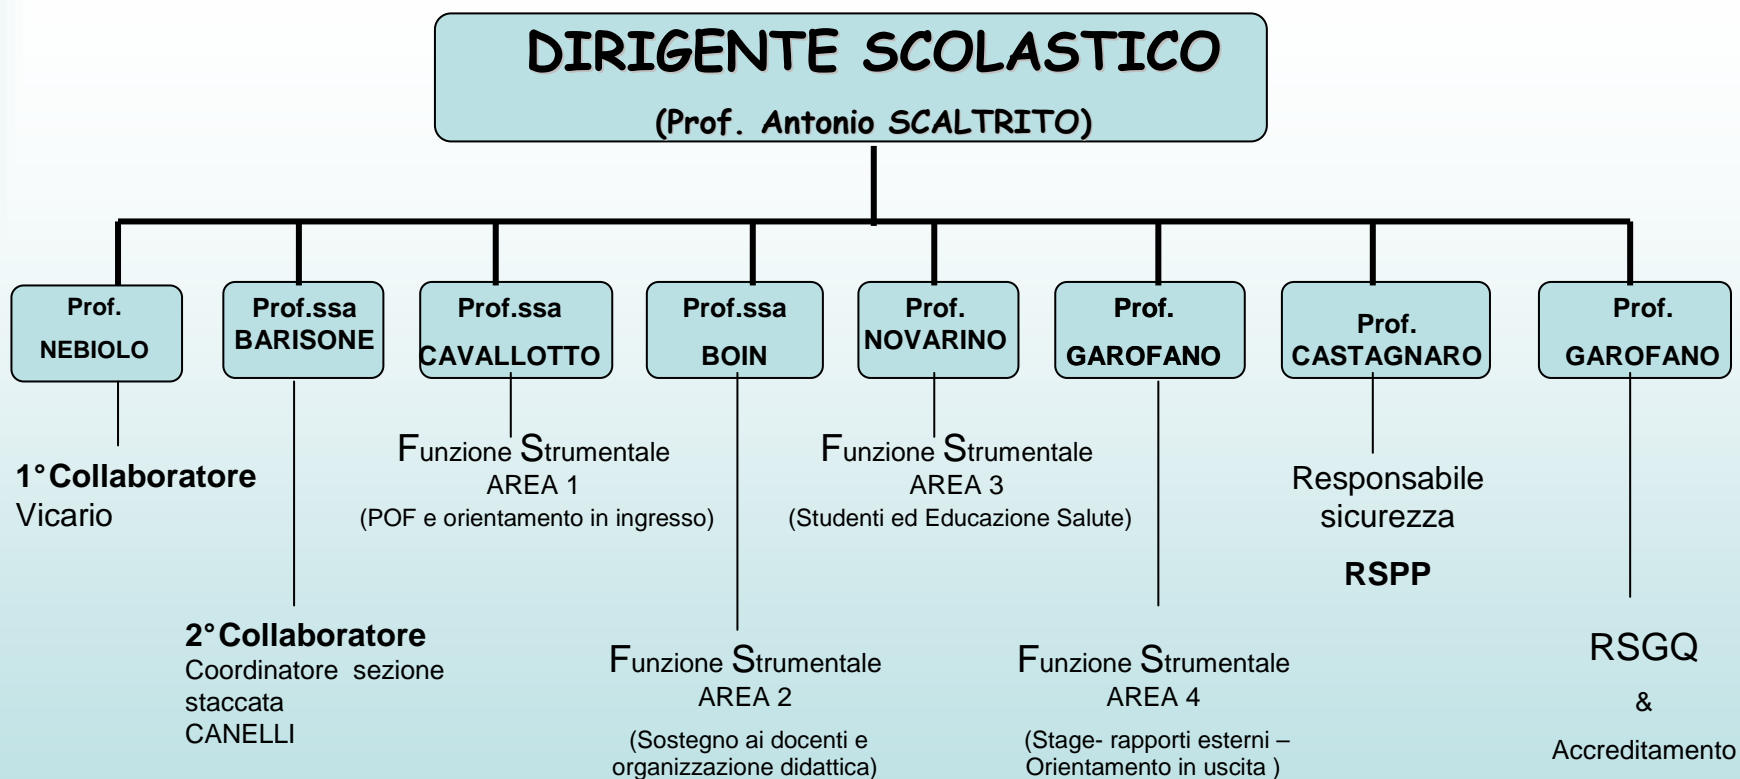 DIRIGENTE SCOLASTICO
(Prof. Antonio SCALTRITO)
Prof.
NEBIOLO
Prof.ssa
BARISONE
Prof.ssa
CAVALLOTTO
Prof.ssa
BOIN
Prof.
NOVARINO
Prof.
GAROFANO
Prof.
CASTAGNARO
Prof.
GAROFANO
1°Collaboratore
Vicario
2°Collaboratore
Coordinatore sezione
staccata
CANELLI
Funzione Strumentale
AREA 1
(POF e orientamento in ingresso)
Funzione Strumentale
AREA 2
(Sostegno ai docenti e
organizzazione didattica)
Funzione Strumentale
AREA 3
(Studenti ed Educazione Salute)
Funzione Strumentale
AREA 4
(Stage- rapporti esterni –
Orientamento in uscita )
Responsabile
sicurezza
RSPP
RSGQ
&
Accreditamento